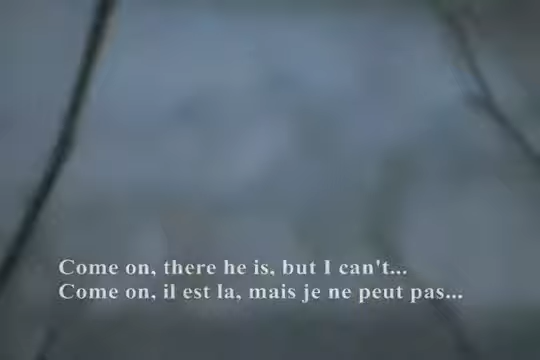 Come on, there he is, but I can't...
Come on, il est la, mais je ne peut pas...